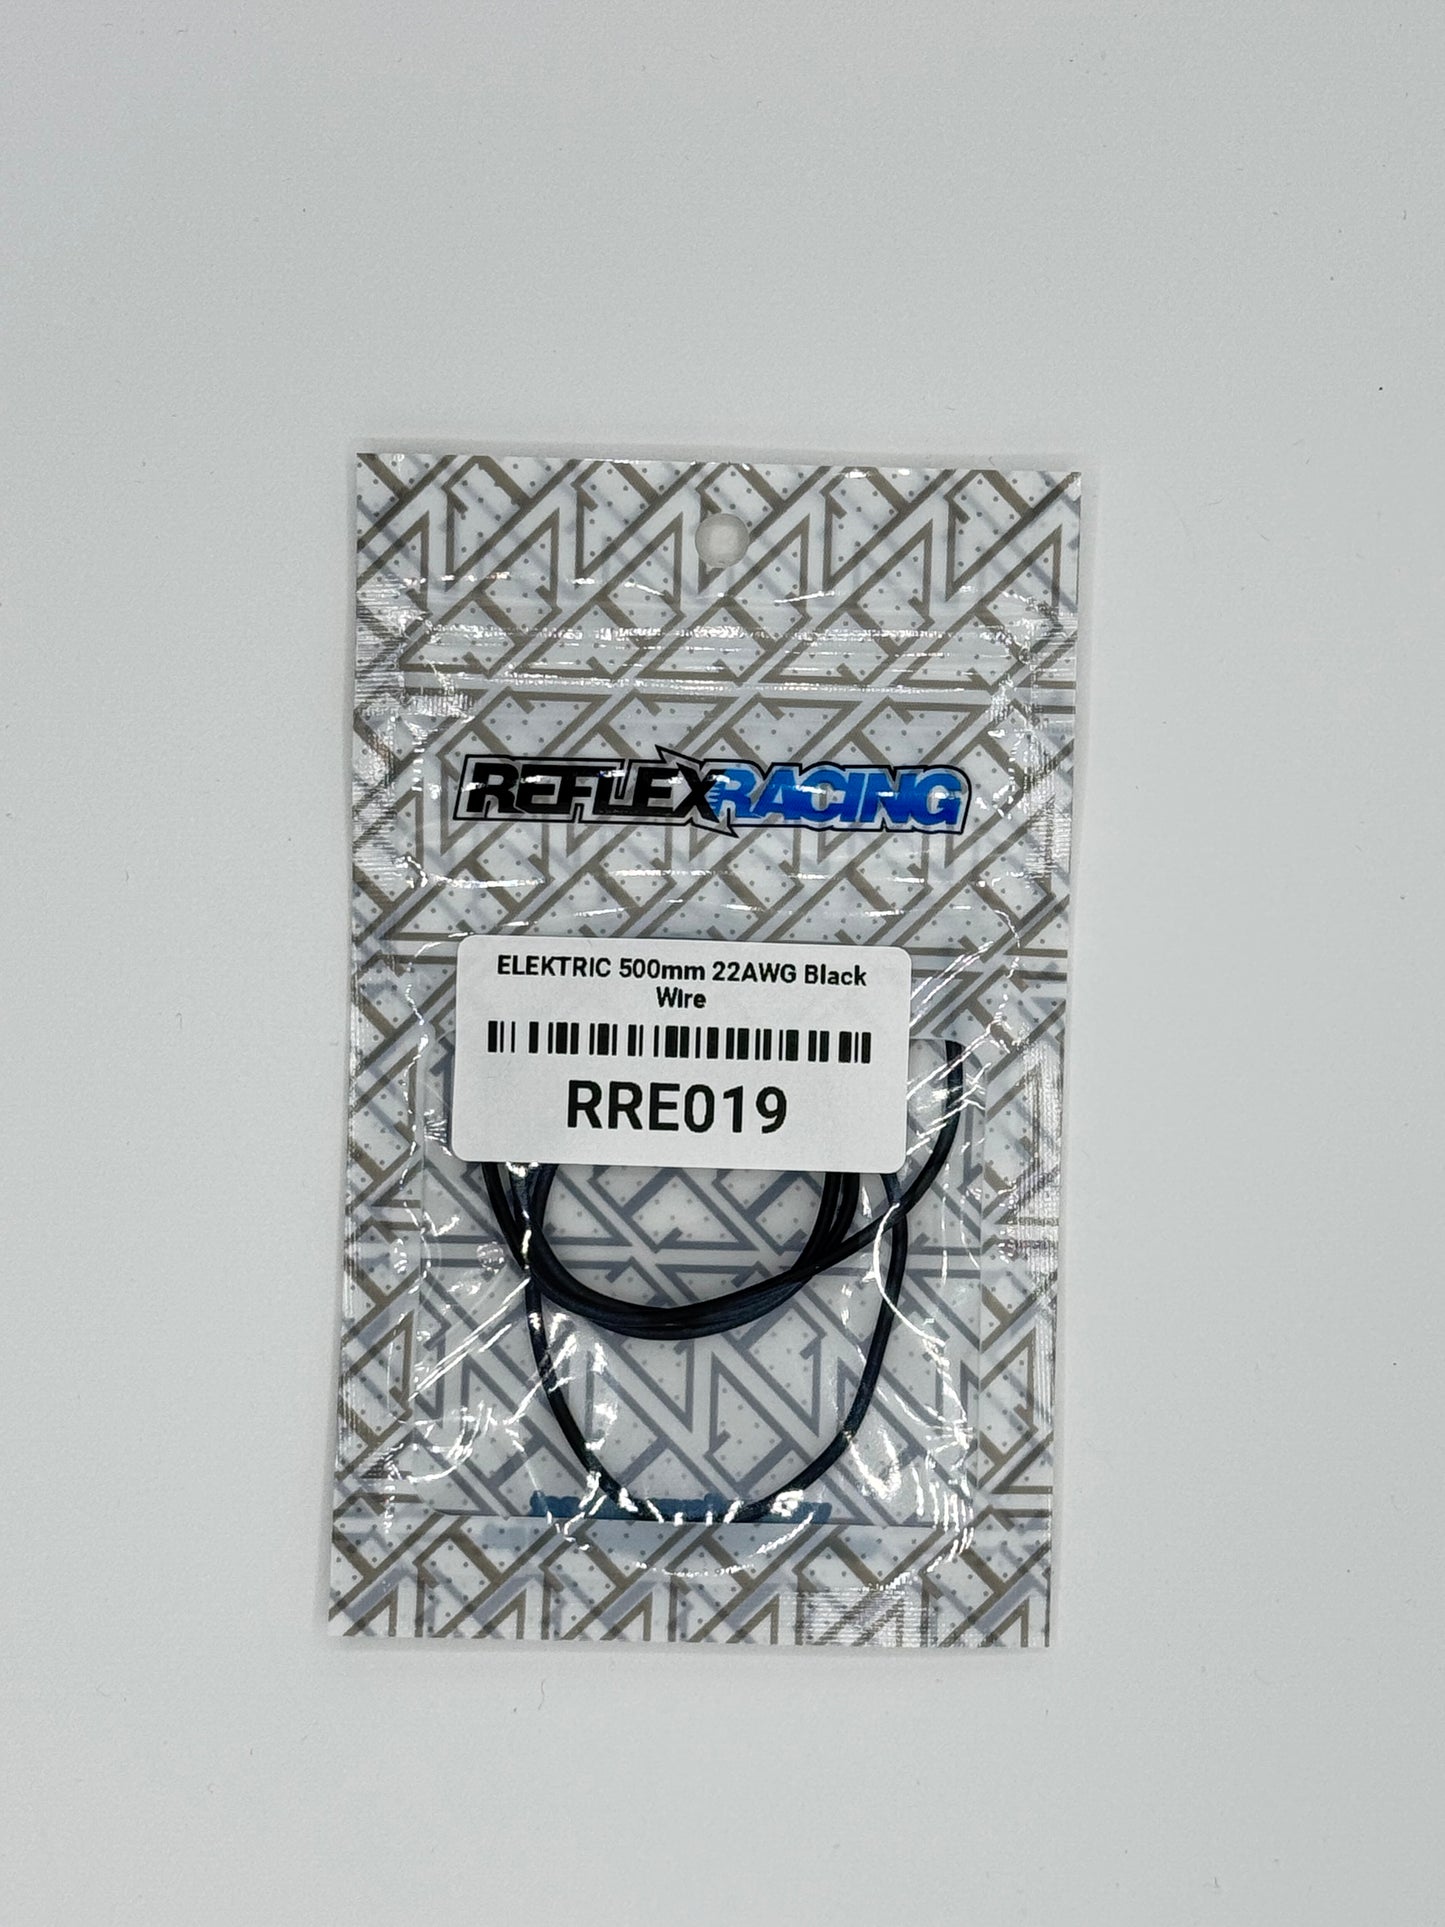 REFLEXRACING
ELEKTRIC 500mm 22AWG Black
Wire
RRE019